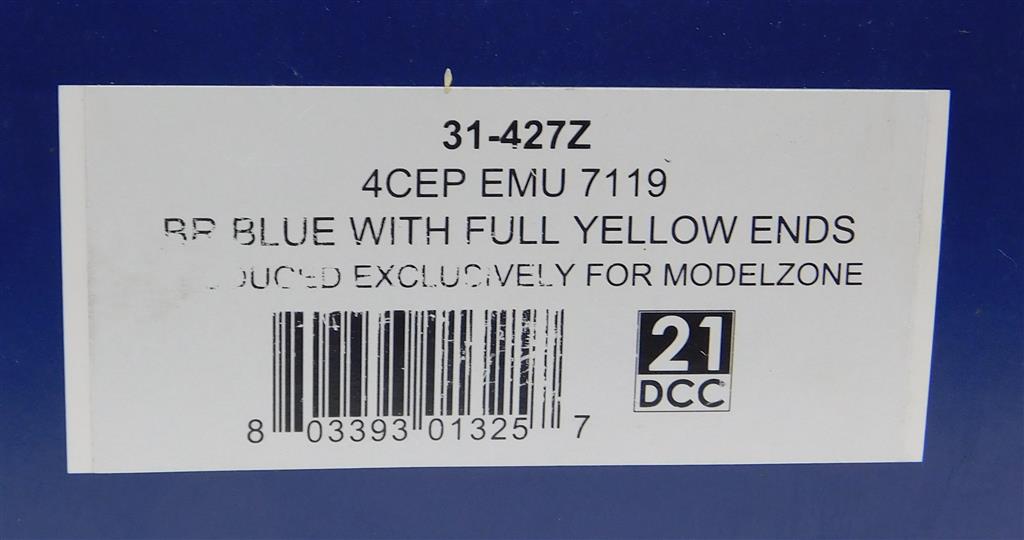 31-427Z
4CEP EMU 7119
BR BLUE WITH FULL YELLOW ENDS
EXCLUSIVELY FOR MODELZONE
21
DCC
8 03393 01325 7